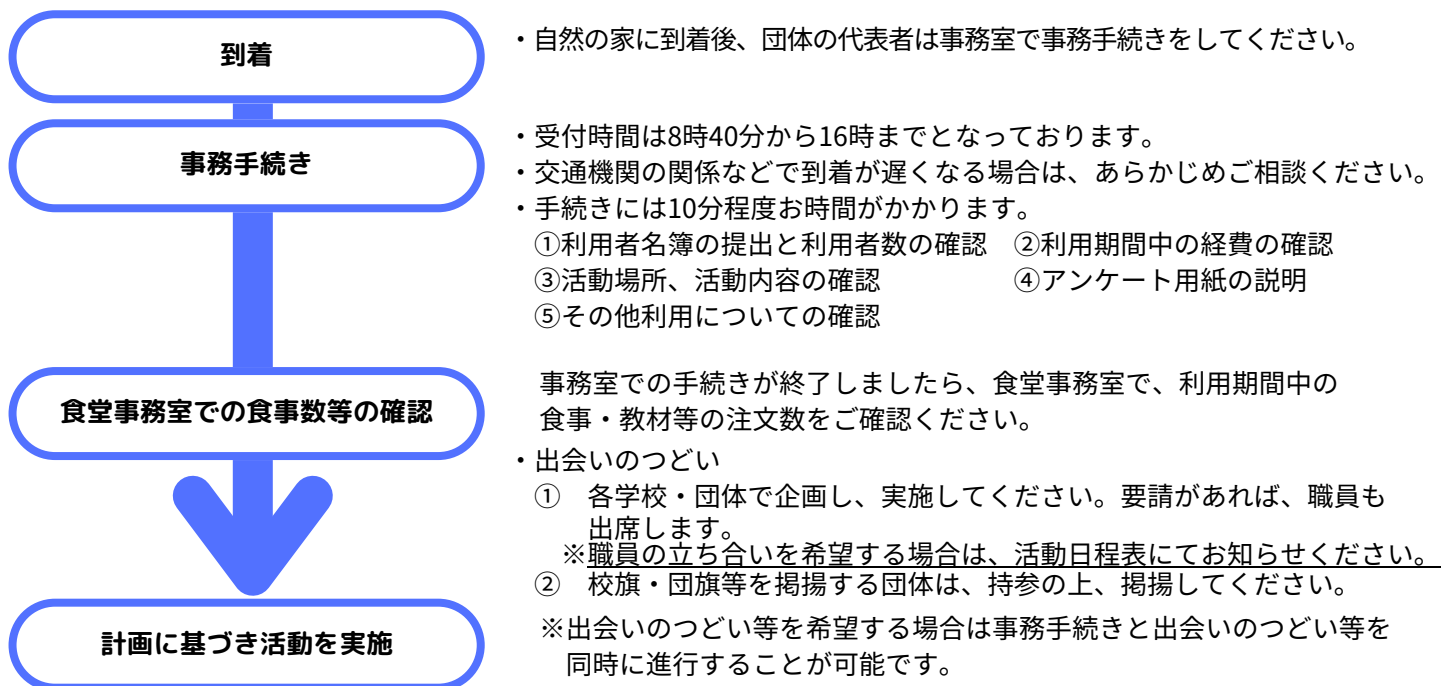 到着
・自然の家に到着後、団体の代表者は事務室で事務手続きをしてください。
事務手続き
・受付時間は8時40分から16時までとなっております。
・交通機関の関係などで到着が遅くなる場合は、あらかじめご相談ください。
・手続きには10分程度お時間がかかります。
①利用者名簿の提出と利用者数の確認　②利用期間中の経費の確認
③活動場所、活動内容の確認　④アンケート用紙の説明
⑤その他利用についての確認
食堂事務室での食事数等の確認
事務室での手続きが終了しましたら、食堂事務室で、利用期間中の
食事・教材等の注文数をご確認ください。
・出会いのつどい
①　各学校・団体で企画し、実施してください。要請があれば、職員も
出席します。
※職員の立ち合いを希望する場合は、活動日程表にてお知らせください。
②　校旗・団旗等を掲揚する団体は、持参の上、掲揚してください。
計画に基づき活動を実施
※出会いのつどい等を希望する場合は事務手続きと出会いのつどい等を
同時に進行することが可能です。